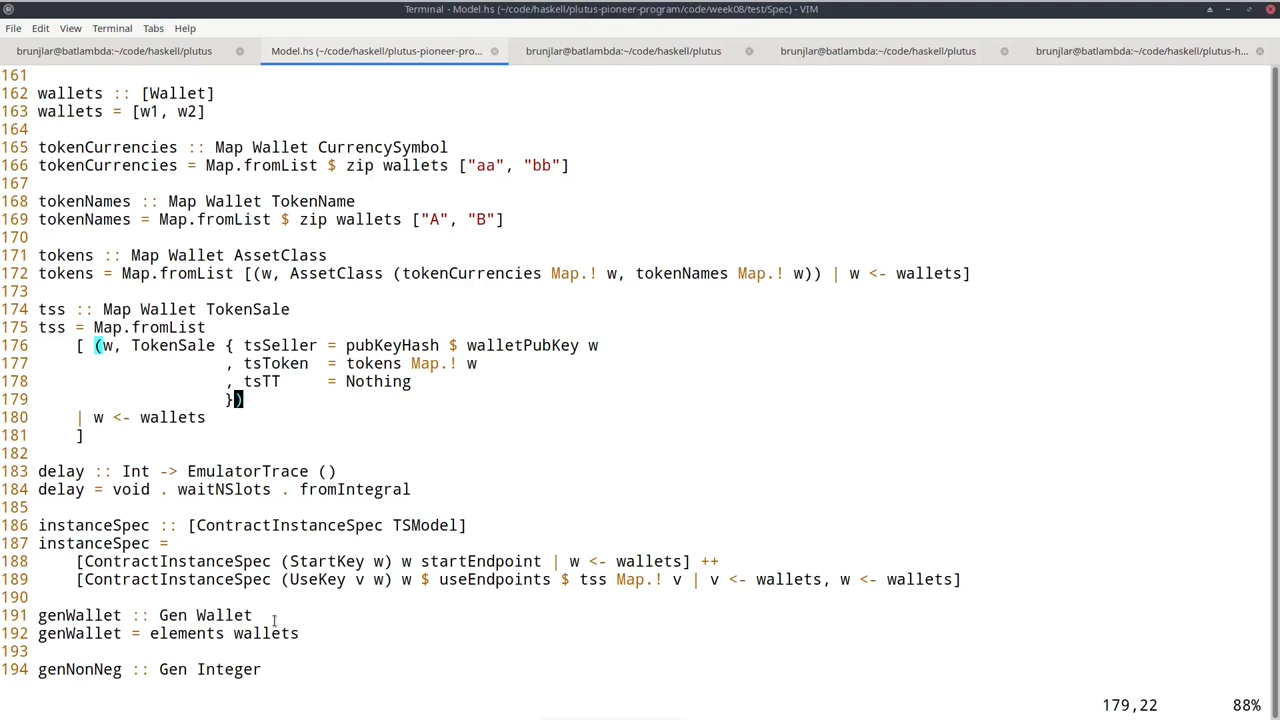 Terminal - Model.hs (~/code/haskell/plutus-pioneer-program/code/week08/test/Spec) - VIM
File Edit View Terminal Tabs Help
brunjlar@batlambda:~/code/haskell/plutus Model.hs (~/code/haskell/plutus-pioneer-pro... brunjlar@batlambda:~/code/haskell/plutus brunjlar@batlambda:~/code/haskell/plutus brunjlar@batlambda:~/code/haskell/plutus-h...
161
162 wallets :: [Wallet]
163 wallets = [w1, w2]
164
165 tokenCurrencies :: Map Wallet CurrencySymbol
166 tokenCurrencies = Map.fromList $ zip wallets ["aa", "bb"]
167
168 tokenNames :: Map Wallet TokenName
169 tokenNames = Map.fromList $ zip wallets ["A", "B"]
170
171 tokens :: Map Wallet AssetClass
172 tokens = Map.fromList [(w, AssetClass (tokenCurrencies Map.! w, tokenNames Map.! w)) | w <- wallets]
173
174 tss :: Map Wallet TokenSale
175 tss = Map.fromList
176     [ (w, TokenSale { tsSeller = pubKeyHash $ walletPubKey w
177                     , tsToken  = tokens Map.! w
178                     , tsTT     = Nothing
179                     })
180     | w <- wallets
181     ]
182
183 delay :: Int -> EmulatorTrace ()
184 delay = void . waitNSlots . fromIntegral
185
186 instanceSpec :: [ContractInstanceSpec TSModel]
187 instanceSpec =
188     [ContractInstanceSpec (StartKey w) w startEndpoint | w <- wallets] ++
189     [ContractInstanceSpec (UseKey v w) w $ useEndpoints $ tss Map.! v | v <- wallets, w <- wallets]
190
191 genWallet :: Gen Wallet
192 genWallet = elements wallets
193
194 genNonNeg :: Gen Integer
179,22 88%